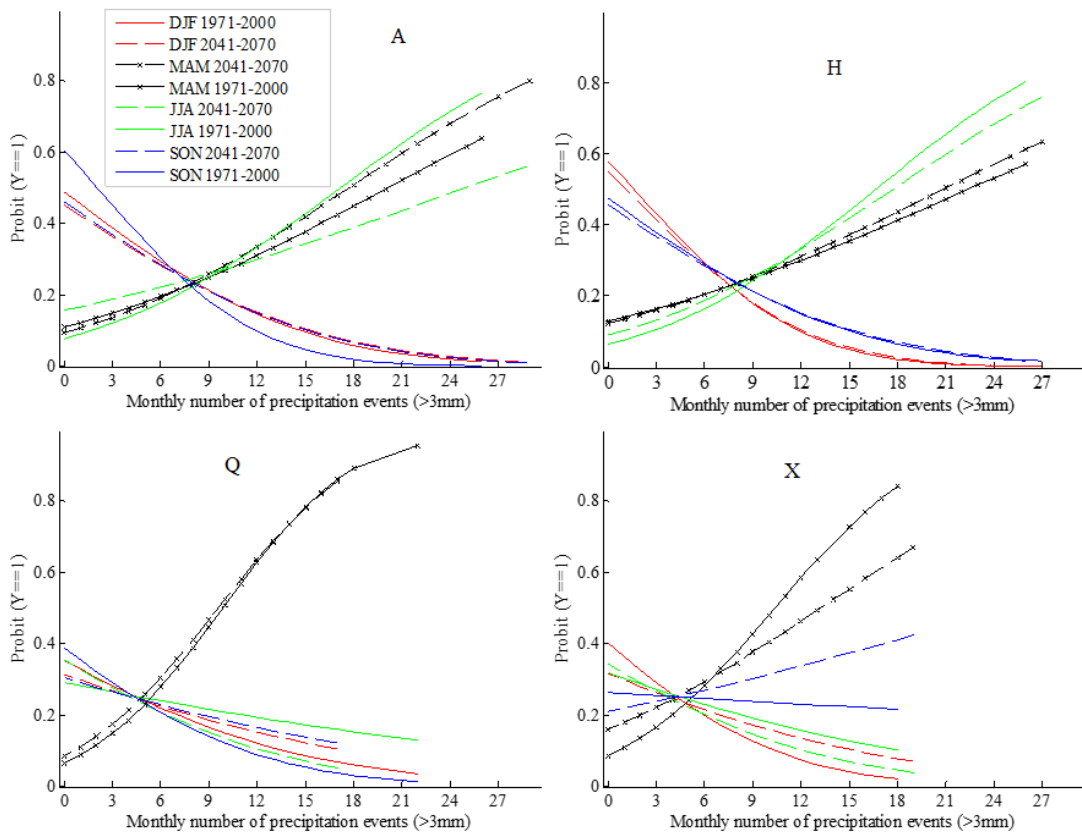 A
DJF 1971-2000
DJF 2041-2070
MAM 2041-2070
MAM 1971-2000
JJA 2041-2070
JJA 1971-2000
SON 2041-2070
SON 1971-2000
Probit (Y==1)
0.8
0.6
0.4
0.2
0
0 3 6 9 12 15 18 21 24 27
Monthly number of precipitation events (>3mm)
H
Probit (Y==1)
0.8
0.6
0.4
0.2
0
0 3 6 9 12 15 18 21 24 27
Monthly number of precipitation events (>3mm)
Q
Probit (Y==1)
0.8
0.6
0.4
0.2
0
0 3 6 9 12 15 18 21 24 27
Monthly number of precipitation events (>3mm)
X
Probit (Y==1)
0.8
0.6
0.4
0.2
0
0 3 6 9 12 15 18 21 24 27
Monthly number of precipitation events (>3mm)